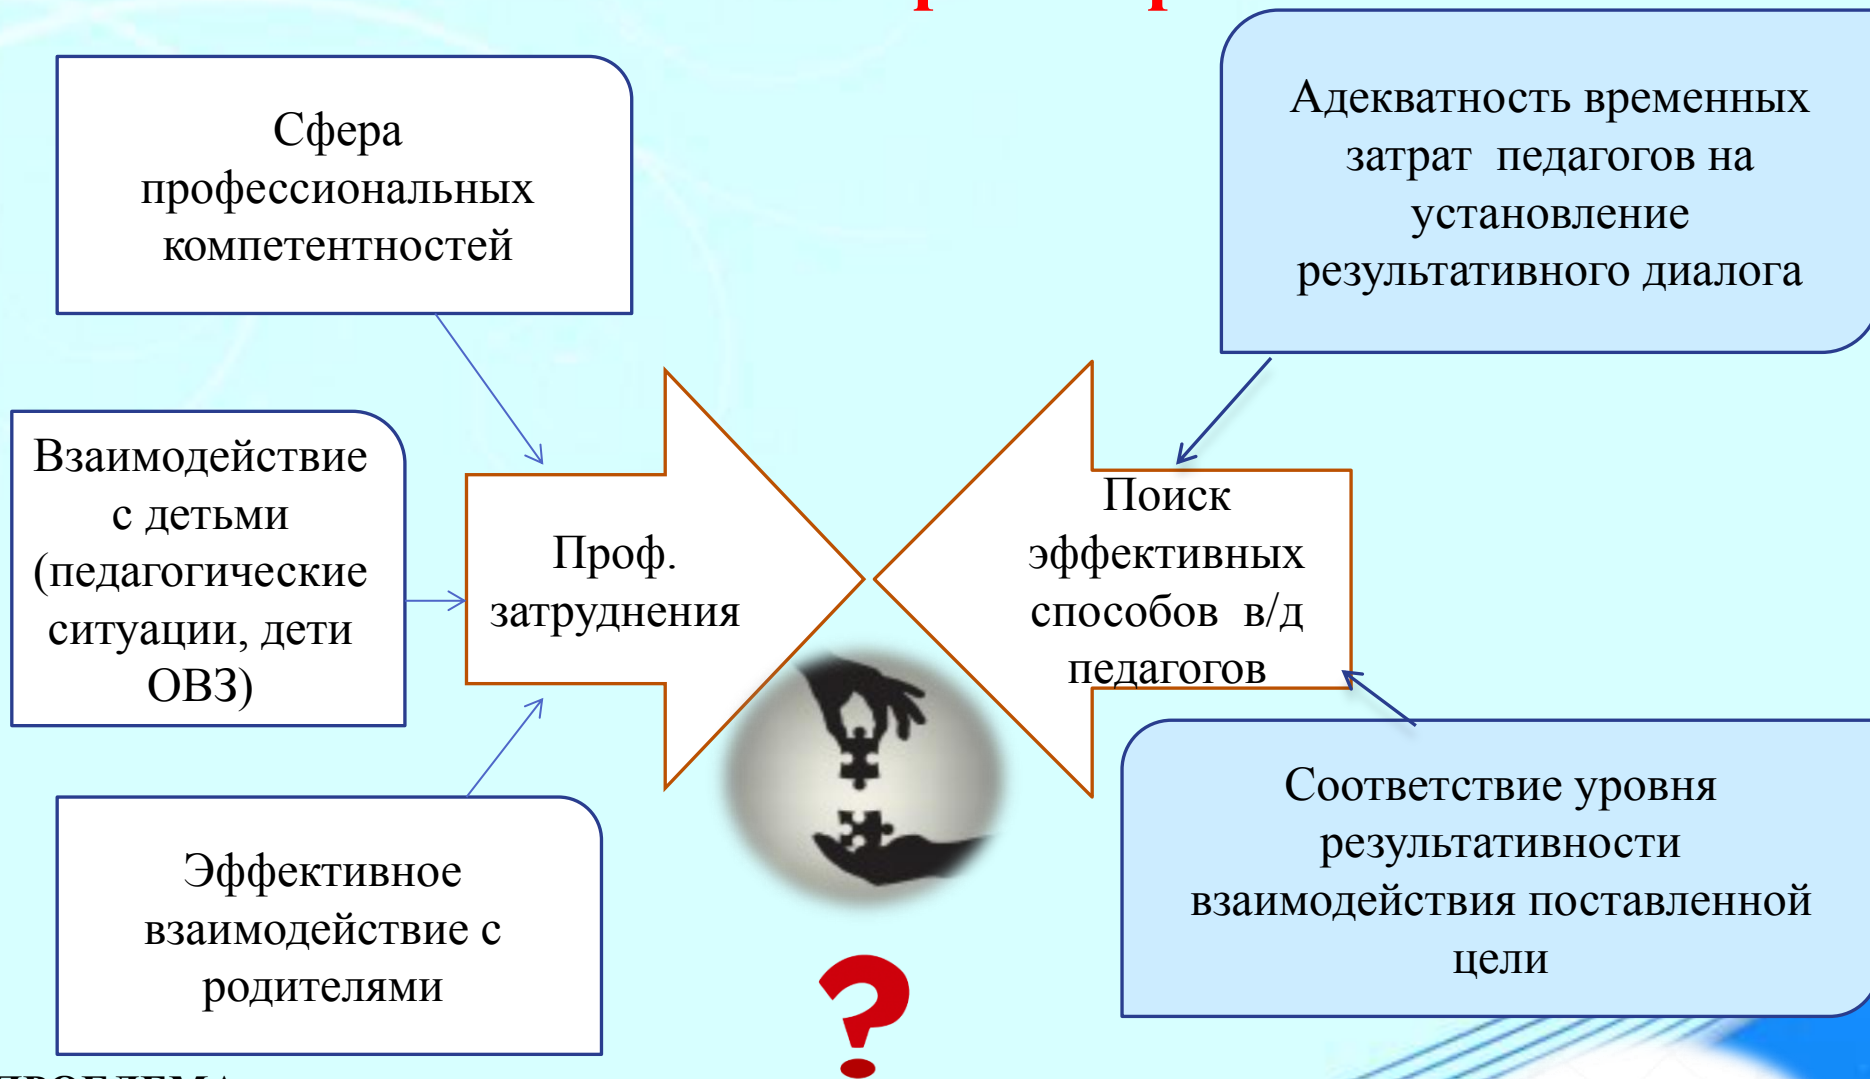 Сфера
профессиональных
компетентностей
Адекватность временных
затрат педагогов на
установление
результативного диалога
Взаимодействие
с детьми
(педагогические
ситуации, дети
ОВЗ)
Проф.
затруднения
Поиск
эффективных
способов в/д
педагогов
Эффективное
взаимодействие с
родителями
Соответствие уровня
результативности
взаимодействия поставленной
цели
?